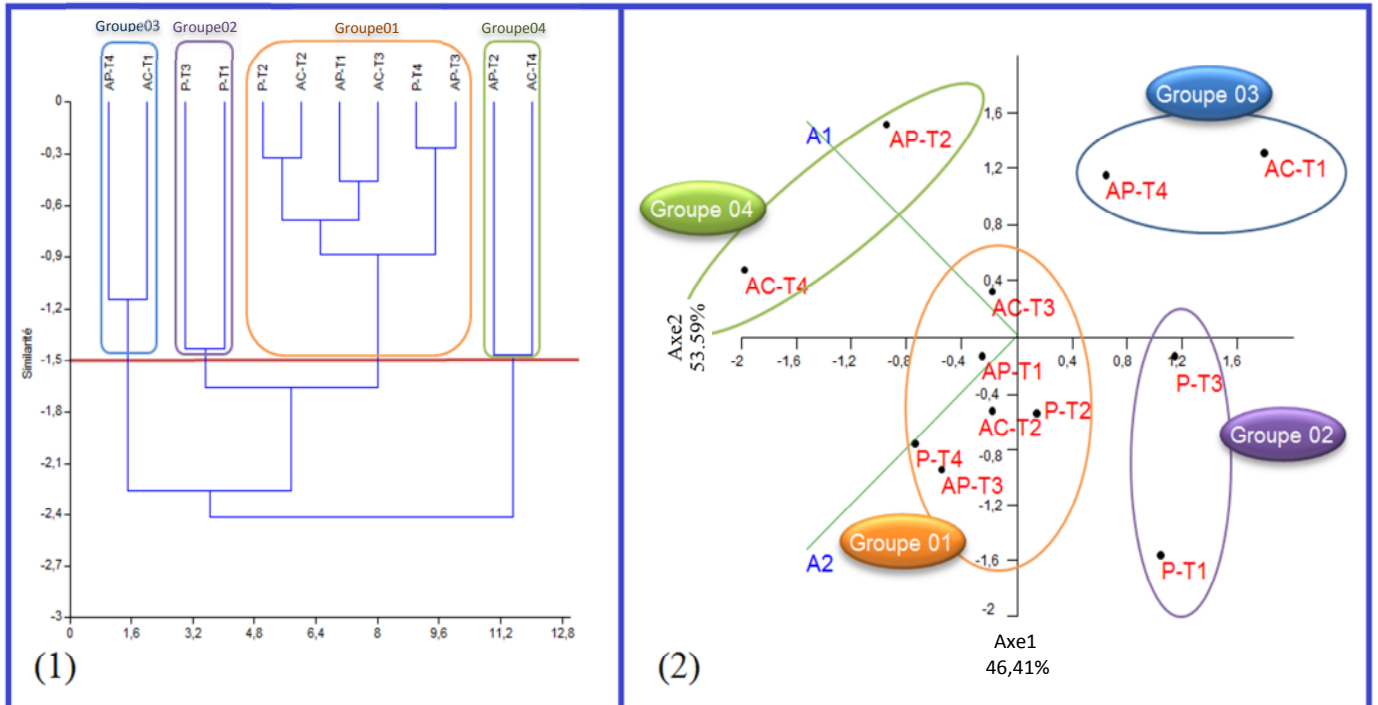 Groupe03
Groupe02
Groupe01
Groupe04
AP-T4
AC-T1
P-T3
P-T1
P-T2
AC-T2
AP-T1
AC-T3
P-T4
AP-T3
AP-T2
AC-T4
0
-0,3
-0,6
-0,9
-1,2
-1,5
-1,8
-2,1
-2,4
-2,7
-3
Similarité
0
1,6
3,2
4,8
6,4
8
9,6
11,2
12,8
(1)
Groupe 03
A1
AP-T2
AC-T1
AP-T4
Groupe 04
AC-T4
AC-T3
1,6
1,2
0,8
0,4
Axe2
53.59%
-2
-1,6
-1,2
-0,8
-0,4
0,4
0,8
1,2
1,6
AP-T1
P-T3
-0,4
P-T2
AC-T2
Groupe 02
-0,8
P-T4
AP-T3
-1,2
Groupe 01
A2
-1,6
P-T1
-2
Axe1
46,41%
(2)